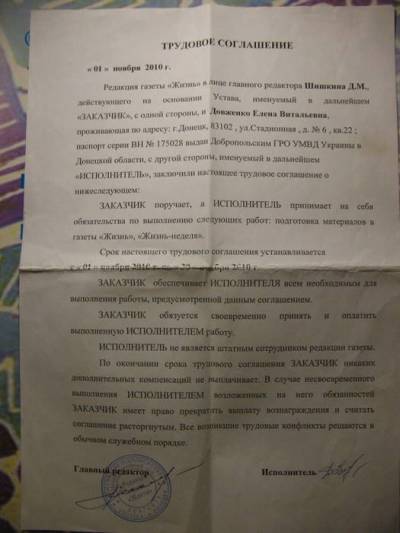 ТРУДОВОЕ СОГЛАШЕНИЕ
« 01 » ноября 2010 г.
Редакция газеты «Жизнь» в лице главного редактора Шишкина Д.М.,
действующего на основании Устава, именуемый в дальнейшем
«ЗАКАЗЧИК», с одной стороны, и Довженко Елена Витальевна,
проживающая по адресу: г.Донецк, 83102 , ул.Стадионная , д. № 6 , кв.22 ;
паспорт серии ВН № 175028 выдан Добропольским ГРО УМВД Украины в
Донецкой области, с другой стороны, именуемый в дальнейшем
«ИСПОЛНИТЕЛЬ», заключили настоящее трудовое соглашение о
нижеследующем:
ЗАКАЗЧИК поручает, а ИСПОЛНИТЕЛЬ принимает на себя
обязательства по выполнению следующих работ: подготовка материалов в
газеты «Жизнь», «Жизнь-неделя».
Срок настоящего трудового соглашения устанавливается
с « 01 » ноября 2010 г. 2010 г.
ЗАКАЗЧИК обеспечивает ИСПОЛНИТЕЛЯ всем необходимым для
выполнения работы, предусмотренной данным соглашением.
ЗАКАЗЧИК обязуется своевременно принять и оплатить
выполненную ИСПОЛНИТЕЛЕМ работу.
ИСПОЛНИТЕЛЬ не является штатным сотрудником редакции газеты.
По окончании срока трудового соглашения ЗАКАЗЧИК никаких
дополнительных компенсаций не выплачивает. В случае несвоевременного
выполнения ИСПОЛНИТЕЛЕМ возложенных на него обязанностей
ЗАКАЗЧИК имеет право прекратить выплату вознаграждения и считать
соглашение расторгнутым. Все возникшие трудовые конфликты решаются в
обычном служебном порядке.
Главный редактор Исполнитель